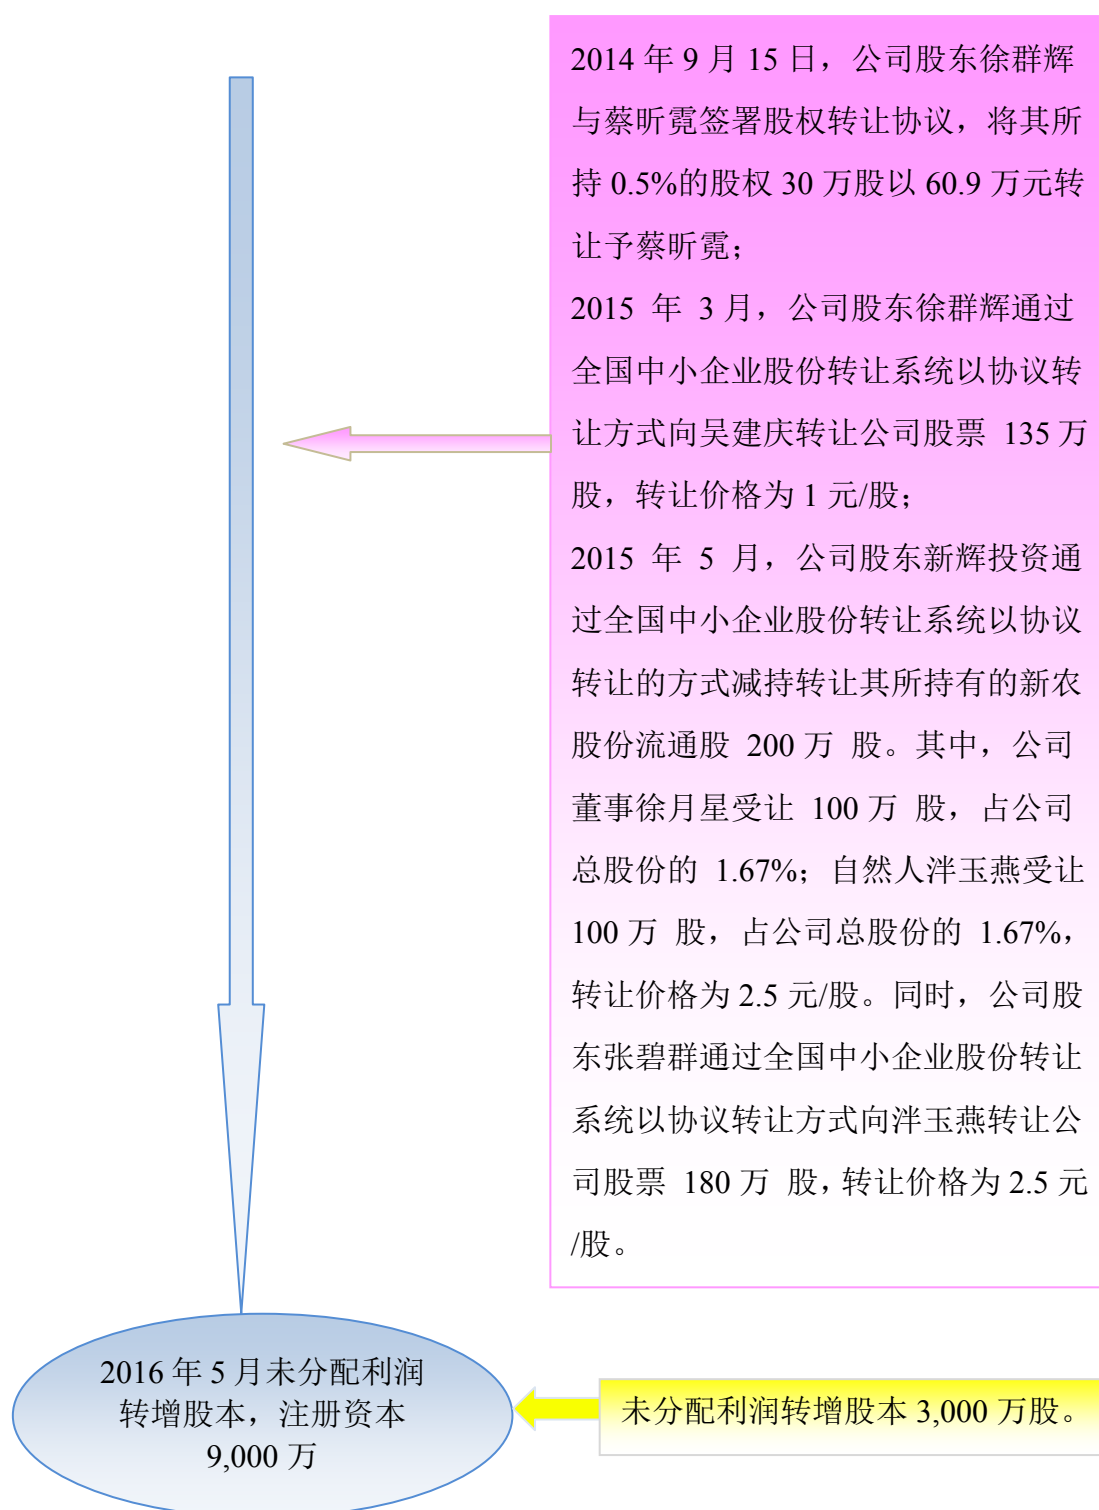 2014 年 9 月 15 日，公司股东徐群辉
与蔡昕霓签署股权转让协议，将其所
持 0.5%的股权 30 万股以 60.9 万元转
让予蔡昕霓；
2015 年 3 月，公司股东徐群辉通过
全国中小企业股份转让系统以协议转
让方式向吴建庆转让公司股票 135 万
股，转让价格为 1 元/股；
2015 年 5 月，公司股东新辉投资通
过全国中小企业股份转让系统以协议
转让的方式减持转让其所持有的新农
股份流通股 200 万 股。其中，公司
董事徐月星受让 100 万 股，占公司
总股份的 1.67%；自然人泮玉燕受让
100 万 股，占公司总股份的 1.67%，
转让价格为 2.5 元/股。同时，公司股
东张碧群通过全国中小企业股份转让
系统以协议转让方式向泮玉燕转让公
司股票 180 万 股，转让价格为 2.5 元
/股。
2016 年 5 月未分配利润
转增股本，注册资本
9,000 万
未分配利润转增股本 3,000 万股。